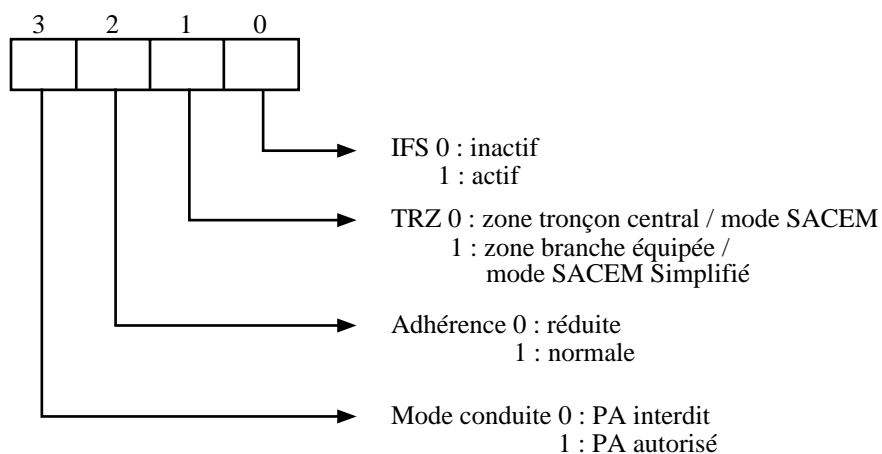 3 2 1 0
IFS 0 : inactif
1 : actif
TRZ 0 : zone tronçon central / mode SACEM
1 : zone branche équipée /
mode SACEM Simplifié
Adhérence 0 : réduite
1 : normale
Mode conduite 0 : PA interdit
1 : PA autorisé